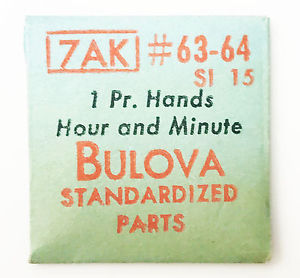 7AK #63-64
SI 15
1 Pr. Hands
Hour and Minute
BULOVA
STANDARDIZED
PARTS